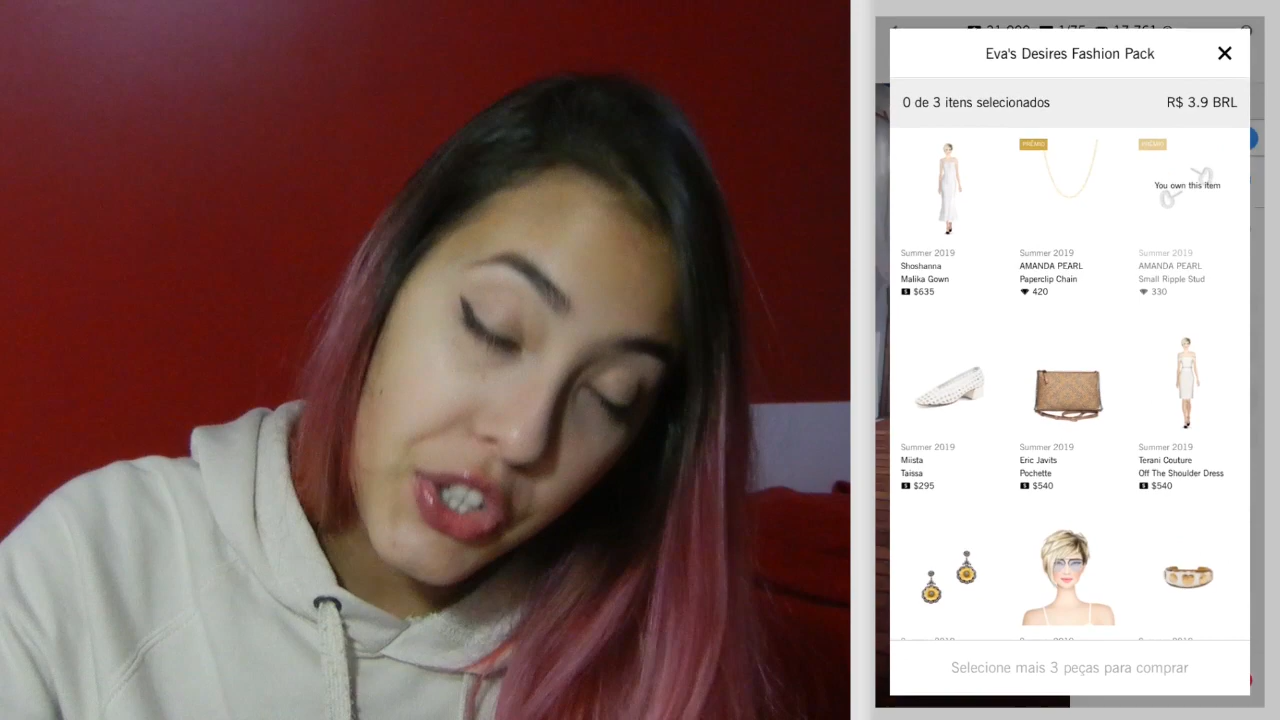 Eva's Desires Fashion Pack
0 de 3 itens selecionados
R$ 3.9 BRL
PRÊMIO
PRÊMIO
You own this item
Summer 2019
Shoshanna
Malika Gown
$635
Summer 2019
AMANDA PEARL
Paperclip Chain
420
Summer 2019
AMANDA PEARL
Small Ripple Stud
330
Summer 2019
Miista
Taissa
$295
Summer 2019
Eric Javits
Pochette
$540
Summer 2019
Terani Couture
Off The Shoulder Dress
$540
Selecione mais 3 peças para comprar